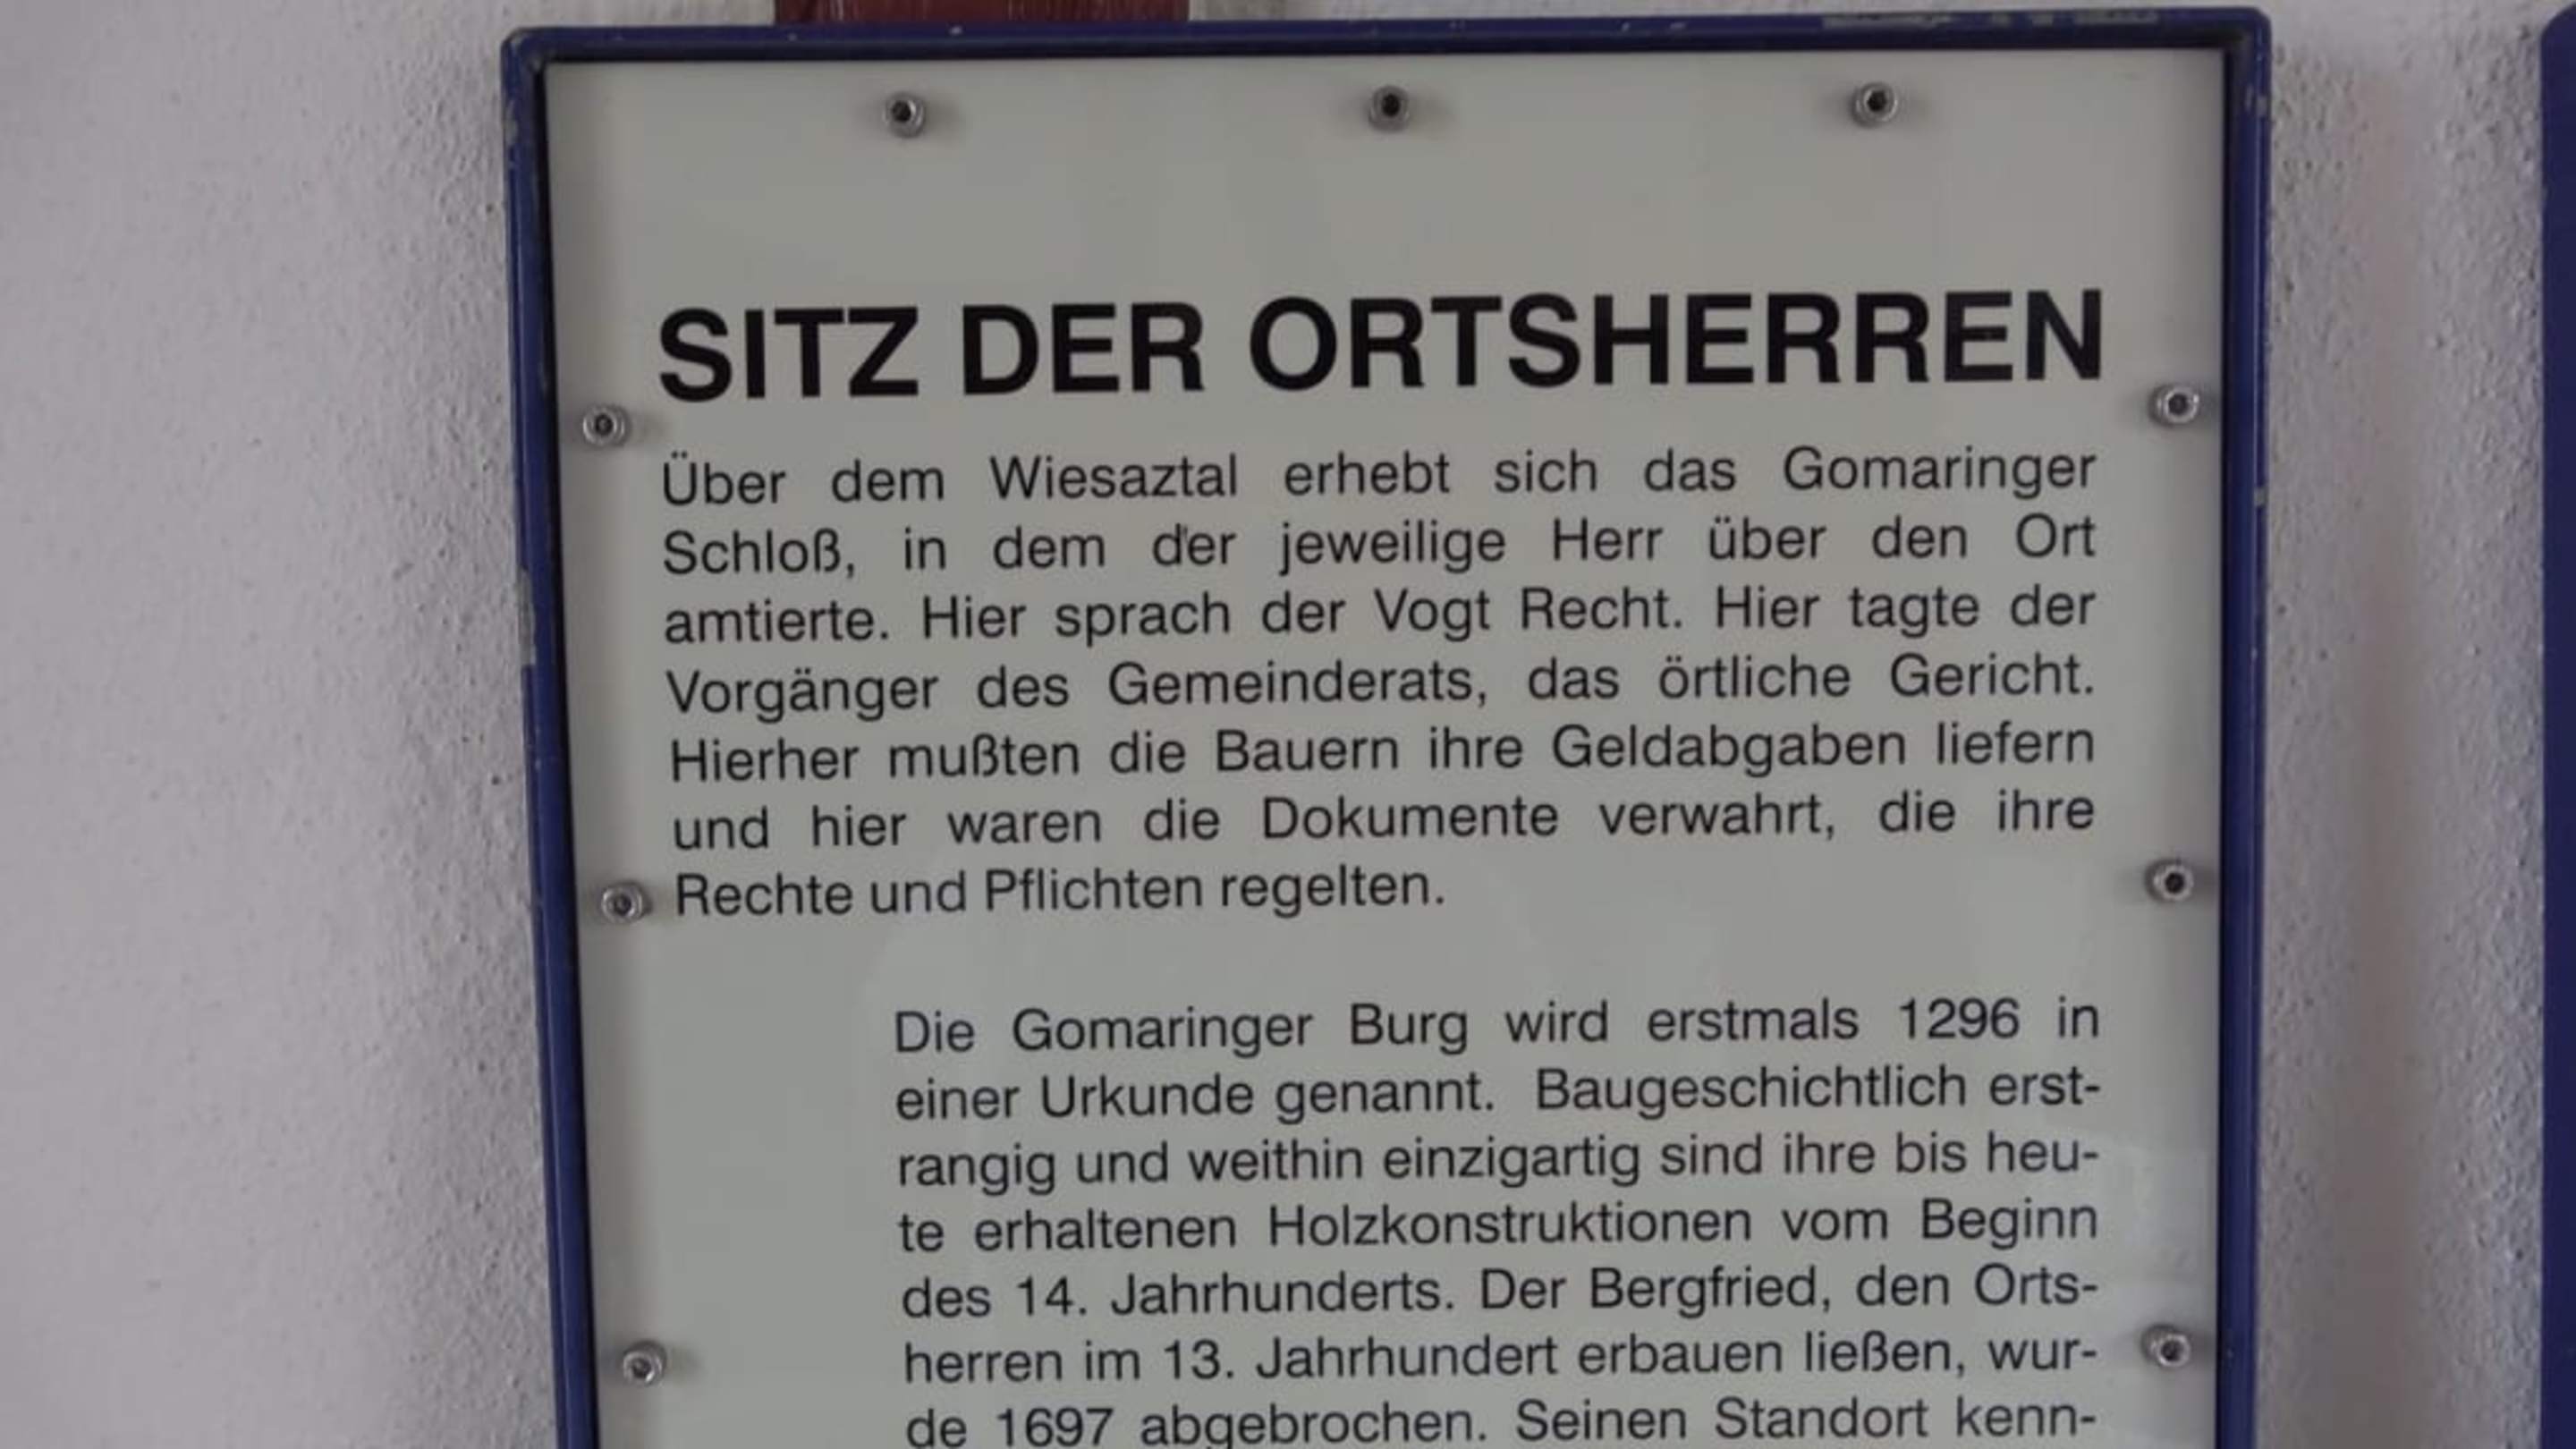 SITZ DER ORTSHERREN
Über dem Wiesaztal erhebt sich das Gomaringer
Schloß, in dem der jeweilige Herr über den Ort
amtierte. Hier sprach der Vogt Recht. Hier tagte der
Vorgänger des Gemeinderats, das örtliche Gericht.
Hierher mußten die Bauern ihre Geldabgaben liefern
und hier waren die Dokumente verwahrt, die ihre
Rechte und Pflichten regelten.
Die Gomaringer Burg wird erstmals 1296 in
einer Urkunde genannt. Baugeschichtlich erst-
rangig und weithin einzigartig sind ihre bis heu-
te erhaltenen Holzkonstruktionen vom Beginn
des 14. Jahrhunderts. Der Bergfried, den Orts-
herren im 13. Jahrhundert erbauen ließen, wur-
de 1697 abgebrochen. Seinen Standort kenn-